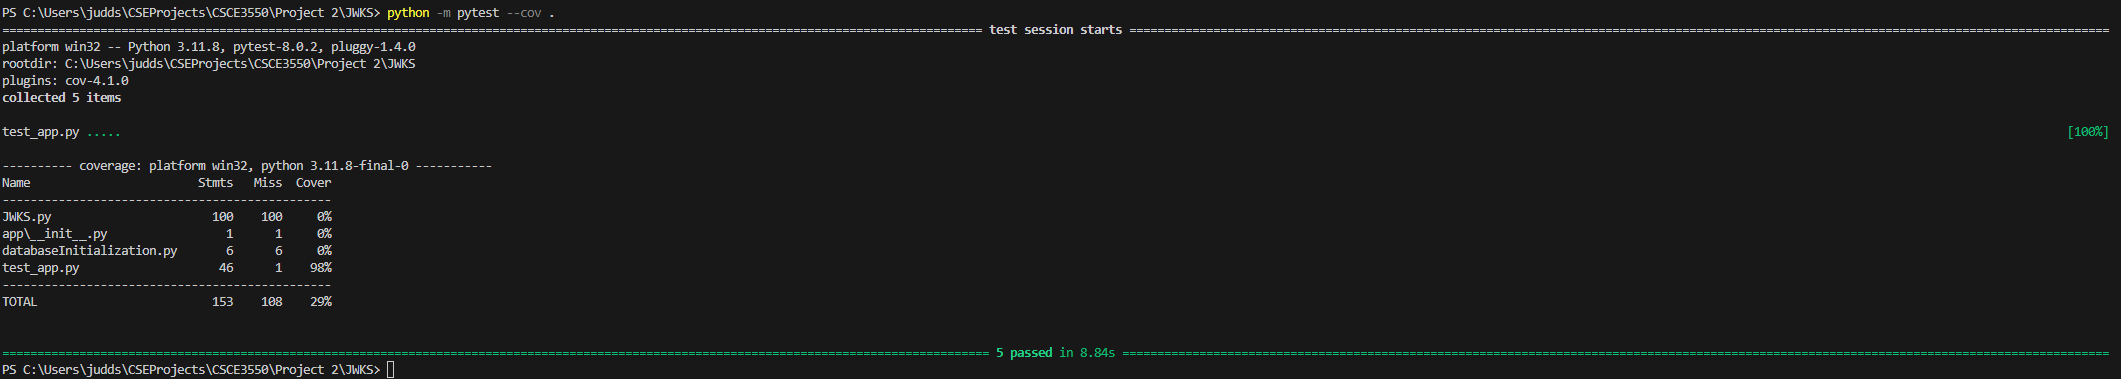 PS C:\Users\judds\CSEProjects\CSCE3550\Project 2\JWKS> python -m pytest --cov .
============================= test session starts =============================
platform win32 -- Python 3.11.8, pytest-8.0.2, pluggy-1.4.0
rootdir: C:\Users\judds\CSEProjects\CSCE3550\Project 2\JWKS
plugins: cov-4.1.0
collected 5 items
test_app.py ..... [100%]
---------- coverage: platform win32, python 3.11.8-final-0 -----------
Name Stmts Miss Cover
-----------------------------------------------
JWKS.py 100 100 0%
app\__init__.py 1 1 0%
databaseInitialization.py 6 6 0%
test_app.py 46 1 98%
-----------------------------------------------
TOTAL 153 108 29%
============================= 5 passed in 8.84s =============================
PS C:\Users\judds\CSEProjects\CSCE3550\Project 2\JWKS>